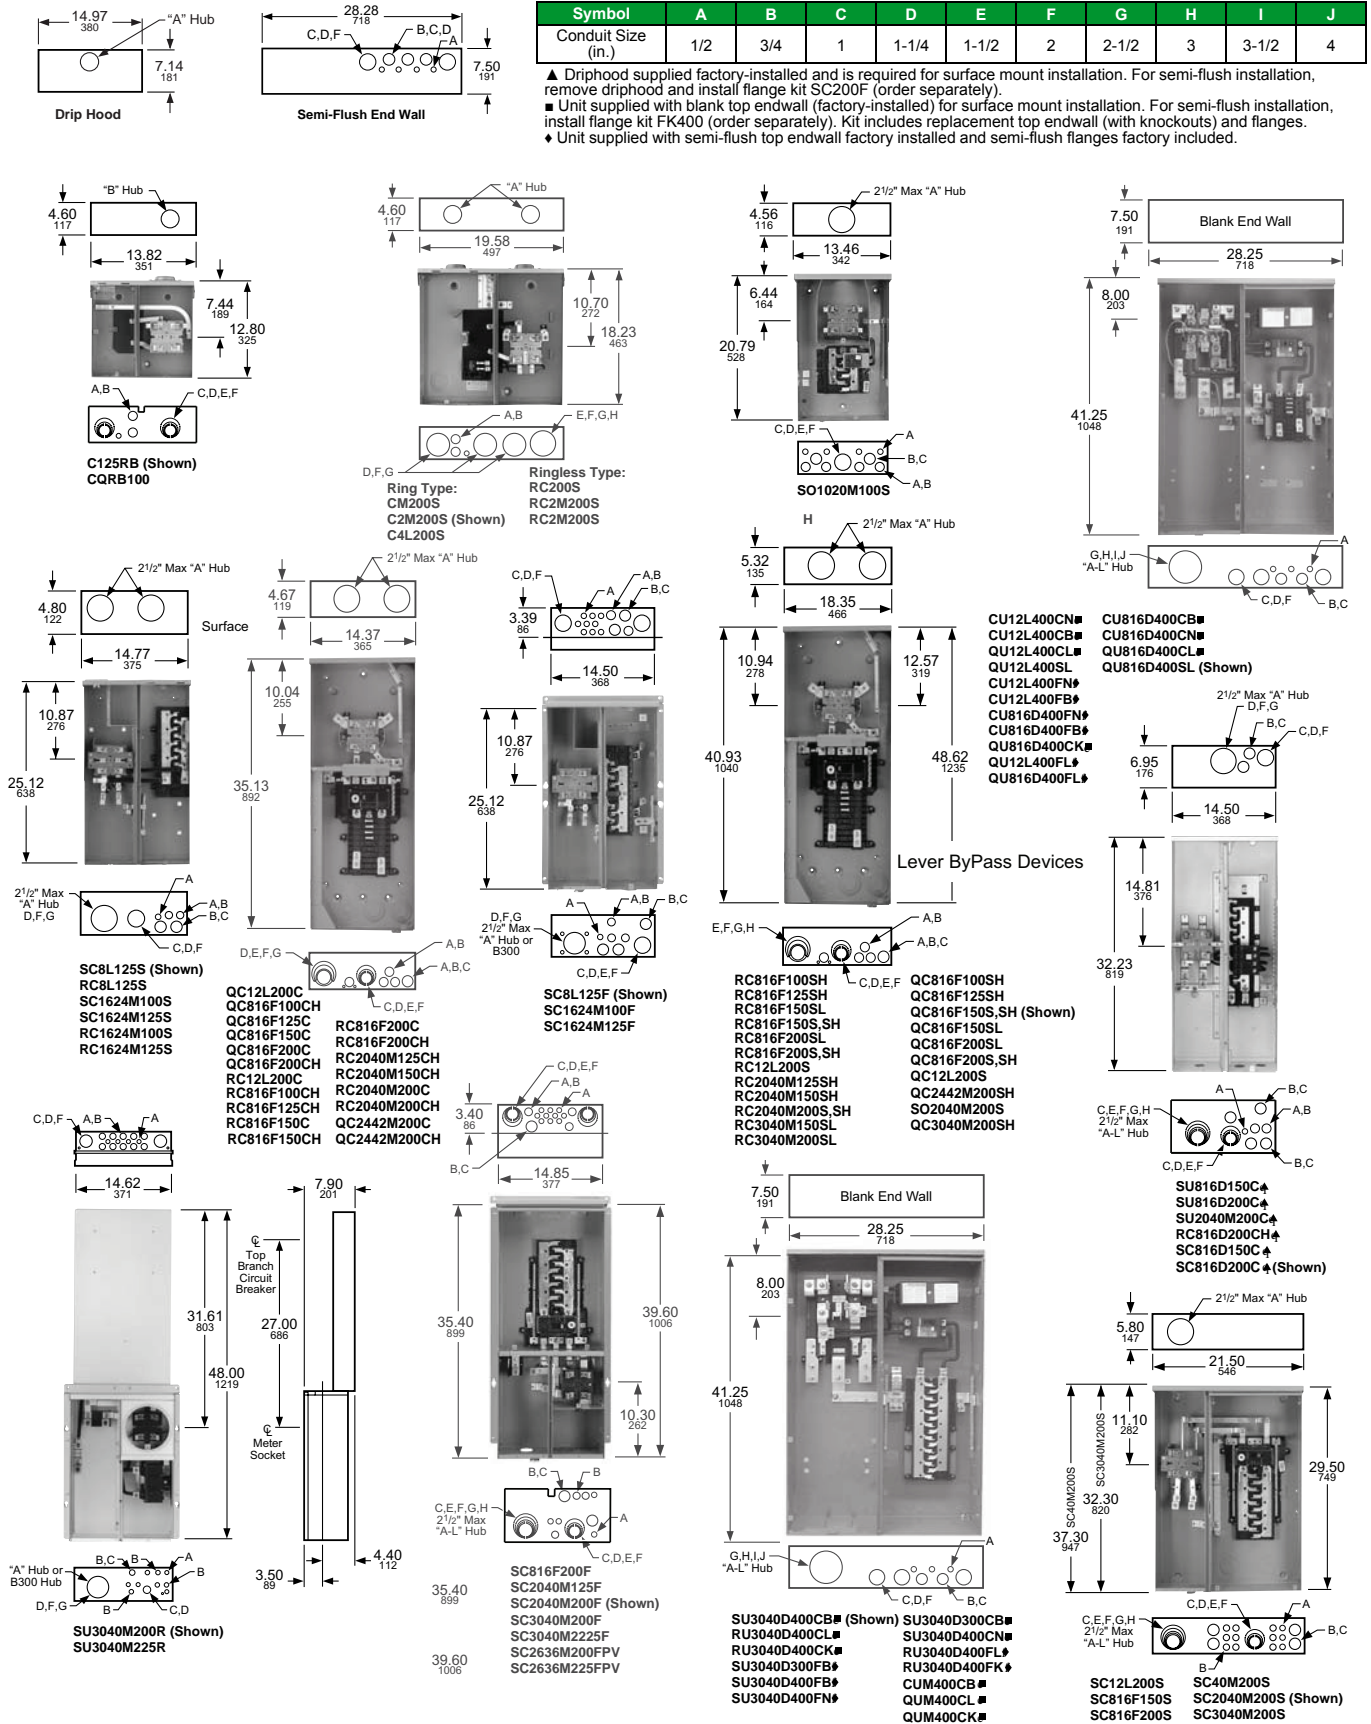 14.97
380
"A" Hub
7.14
181
Drip Hood
28.28
718
C,D,F
B,C,D
A
7.50
191
Semi-Flush End Wall
Symbol A B C D E F G H I J
Conduit Size (in.) 1/2 3/4 1 1-1/4 1-1/2 2 2-1/2 3 3-1/2 4
▲ Driphood supplied factory-installed and is required for surface mount installation. For semi-flush installation,
remove driphood and install flange kit SC200F (order separately).
■ Unit supplied with blank top endwall (factory-installed) for surface mount installation. For semi-flush installation,
install flange kit FK400 (order separately). Kit includes replacement top endwall (with knockouts) and flanges.
♦ Unit supplied with semi-flush top endwall factory installed and semi-flush flanges factory included.
"B" Hub
4.60
117
13.82
351
7.44
189
12.80
325
A,B
C,D,E,F
C125RB (Shown)
CQRB100
"A" Hub
4.60
117
19.58
497
10.70
272
18.23
463
A,B
E,F,G,H
D,F,G
Ring Type:
CM200S
C2M200S (Shown)
C4L200S
Ringless Type:
RC200S
RC2M200S
RC2M200S
2 1/2" Max "A" Hub
4.56
116
13.46
342
6.44
164
20.79
528
C,D,E,F
A
B,C
A,B
SO1020M100S
7.50
191
Blank End Wall
28.25
718
8.00
203
41.25
1048
G,H,I,J
"A-L" Hub
A
C,D,F
B,C
CU12L400CN■
CU12L400CB■
QU12L400CL■
QU12L400SL
CU12L400FN♦
CU12L400FB♦
CU816D400FN♦
CU816D400FB♦
QU816D400CK■
QU12L400FL♦
QU816D400FL♦
CU816D400CB■
CU816D400CN■
QU816D400CL■
QU816D400SL (Shown)
2 1/2" Max "A" Hub
4.80
122
Surface
14.77
375
10.87
276
25.12
638
2 1/2" Max
"A" Hub
D,F,G
A
A,B
B,C
C,D,F
SC8L125S (Shown)
RC8L125S
SC1624M100S
SC1624M125S
RC1624M100S
RC1624M125S
2 1/2" Max "A" Hub
4.67
119
14.37
365
10.04
255
35.13
892
D,E,F,G
A,B
A,B,C
C,D,E,F
QC12L200C
QC816F100CH
QC816F125C
QC816F150C
QC816F200C
QC816F200CH
RC12L200C
RC816F100CH
RC816F125CH
RC816F150C
RC816F150CH
RC816F200C
RC816F200CH
RC2040M125CH
RC2040M150CH
RC2040M200C
RC2040M200CH
QC2442M200C
QC2442M200CH
C,D,F
A
A,B
B,C
3.39
86
14.50
368
10.87
276
25.12
638
D,F,G
2 1/2" Max
"A" Hub or
B300
A
A,B
B,C
C,D,E,F
SC8L125F (Shown)
SC1624M100F
SC1624M125F
H
2 1/2" Max "A" Hub
5.32
135
18.35
466
10.94
278
12.57
319
40.93
1040
48.62
1235
Lever ByPass Devices
E,F,G,H
A,B
A,B,C
C,D,E,F
RC816F100SH
RC816F125SH
RC816F150SL
RC816F150S,SH
RC816F200SL
RC816F200S,SH
RC12L200S
RC2040M125SH
RC2040M150SH
RC2040M200S,SH
RC3040M150SL
RC3040M200SL
QC816F100SH
QC816F125SH
QC816F150S,SH (Shown)
QC816F150SL
QC816F200SL
QC816F200S,SH
QC12L200S
QC2442M200SH
SO2040M200S
QC3040M200SH
2 1/2" Max "A" Hub
D,F,G
B,C
C,D,F
6.95
176
14.50
368
14.81
376
32.23
819
C,E,F,G,H
2 1/2" Max
"A-L" Hub
A
B,C
A,B
C,D,E,F
B,C
SU816D150C♠
SU816D200C♠
SU2040M200C♠
RC816D200CH♠
SC816D150C♠
SC816D200C♠(Shown)
C,D,F
A,B
A
14.62
371
31.61
803
48.00
1219
"A" Hub or
B300 Hub
D,F,G
B,C
B
A
B
B
C,D
SU3040M200R (Shown)
SU3040M225R
7.90
201
℄
Top
Branch
Circuit
Breaker
27.00
686
℄
Meter
Socket
3.50
89
4.40
112
C,D,E,F
A,B
A
3.40
86
B,C
14.85
377
35.40
899
39.60
1006
10.30
262
B,C
B
C,E,F,G,H
2 1/2" Max
"A-L" Hub
A
C,D,E,F
35.40
899
39.60
1006
SC816F200F
SC2040M125F
SC2040M200F (Shown)
SC3040M200F
SC3040M2225F
SC2636M200FPV
SC2636M225FPV
7.50
191
Blank End Wall
28.25
718
8.00
203
41.25
1048
G,H,I,J
"A-L" Hub
A
C,D,F
B,C
SU3040D400CB■ (Shown)
RU3040D400CL■
RU3040D400CK■
SU3040D300FB♦
SU3040D400FB♦
SU3040D400FN♦
SU3040D300CB■
SU3040D400CN■
RU3040D400FL♦
RU3040D400FK♦
CUM400CB■
QUM400CL■
QUM400CK■
2 1/2" Max "A" Hub
5.80
147
21.50
546
SC40M200S
37.30
947
SC3040M200S
32.30
820
11.10
282
29.50
749
C,E,F,G,H
2 1/2" Max
"A-L" Hub
C,D,E,F
A
B,C
B
SC12L200S
SC816F150S
SC816F200S
SC40M200S
SC2040M200S (Shown)
SC3040M200S